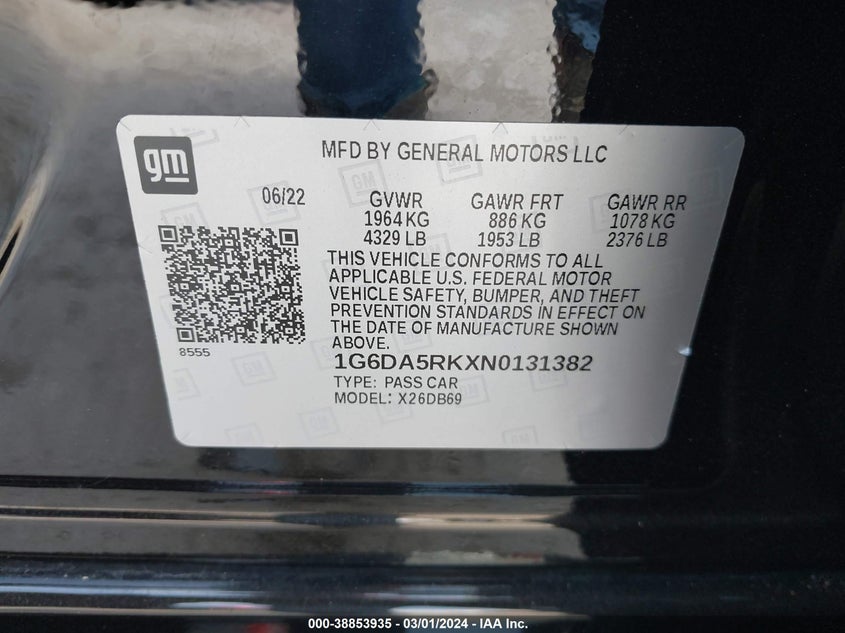 gm
MFD BY GENERAL MOTORS LLC
06/22
GVWR GAWR FRT GAWR RR
1964 KG 886 KG 1078 KG
4329 LB 1953 LB 2376 LB
THIS VEHICLE CONFORMS TO ALL
APPLICABLE U.S. FEDERAL MOTOR
VEHICLE SAFETY, BUMPER, AND THEFT
PREVENTION STANDARDS IN EFFECT ON
THE DATE OF MANUFACTURE SHOWN
ABOVE.
8555
1G6DA5RKXN0131382
TYPE: PASS CAR
MODEL: X26DB69
000-38853935 - 03/01/2024 - IAA Inc.